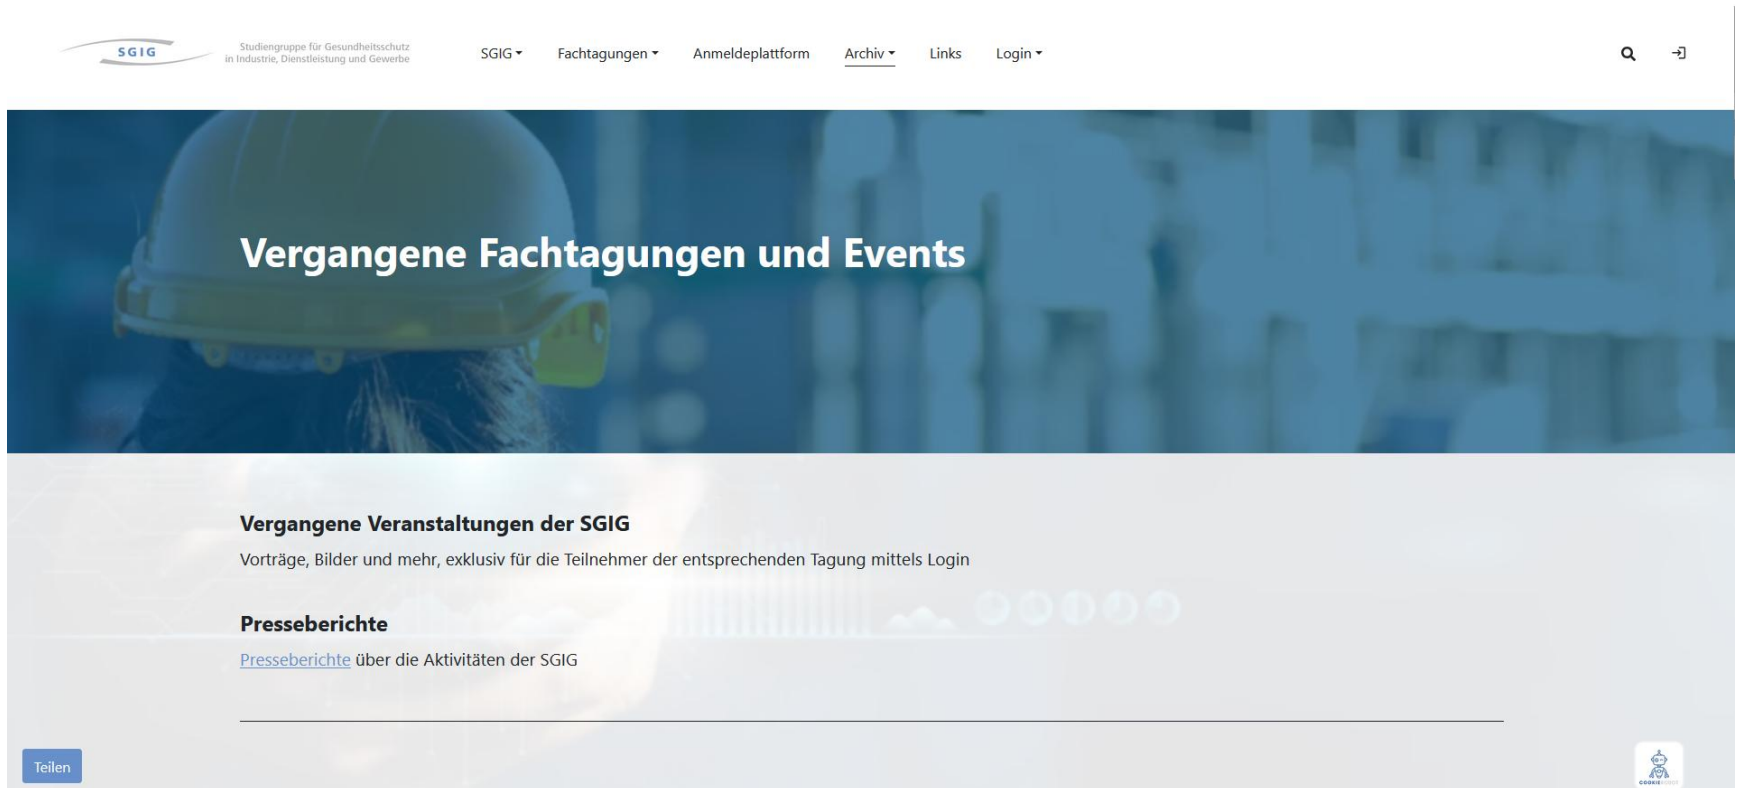 SGIG
Studiengruppe für Gesundheitsschutz
in Industrie, Dienstleistung und Gewerbe
SGIG Fachtagungen Anmeldeplattform Archiv Links Login
Vergangene Fachtagungen und Events
Vergangene Veranstaltungen der SGIG
Vorträge, Bilder und mehr, exklusiv für die Teilnehmer der entsprechenden Tagung mittels Login
Presseberichte
Presseberichte über die Aktivitäten der SGIG
Teilen